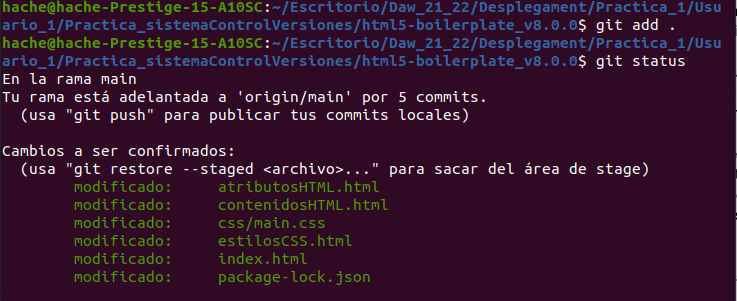 hache@hache-Prestige-15-A10SC:~/Escritorio/Daw_21_22/Desplegament/Practica_1/Usu
ario_1/Practica_sistemaControlVersiones/html5-boilerplate_v8.0.0$ git add .
hache@hache-Prestige-15-A10SC:~/Escritorio/Daw_21_22/Desplegament/Practica_1/Usu
ario_1/Practica_sistemaControlVersiones/html5-boilerplate_v8.0.0$ git status
En la rama main
Tu rama está adelantada a 'origin/main' por 5 commits.
  (usa "git push" para publicar tus commits locales)

Cambios a ser confirmados:
  (usa "git restore --staged <archivo>..." para sacar del área de stage)
        modificado:     atributosHTML.html
        modificado:     contenidosHTML.html
        modificado:     css/main.css
        modificado:     estilosCSS.html
        modificado:     index.html
        modificado:     package-lock.json